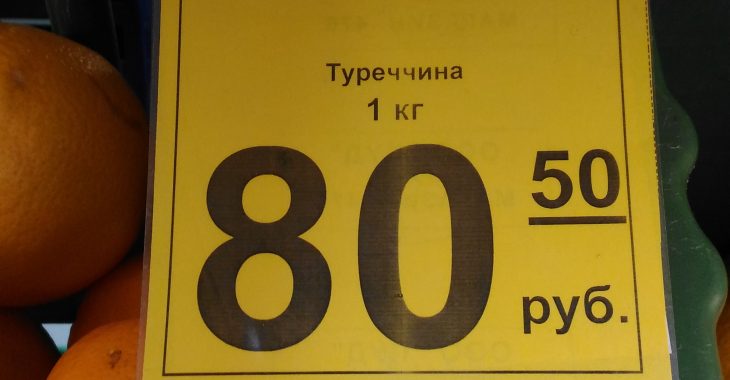 Туреччина
1 кг
80 50
руб.